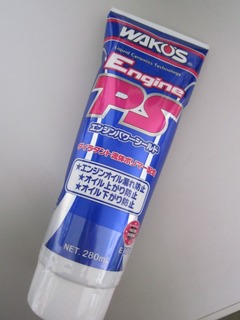 WAKO'S
Liquid Ceramics Technology
Engine
PS
エンジンパワーシールド
★エンジンオイル漏れ防止
★オイル上がり防止
★オイル下がり防止
NET. 280mL